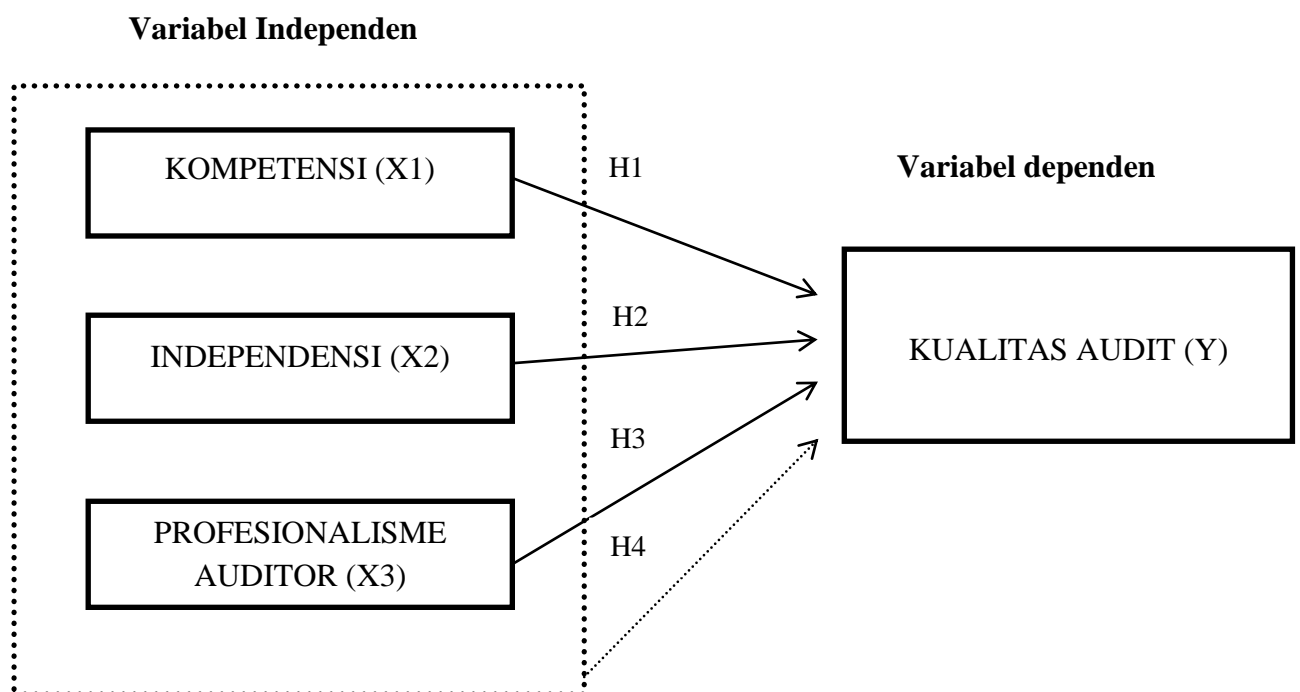 Variabel Independen
KOMPETENSI (X1)
H1
Variabel dependen
INDEPENDENSI (X2)
H2
KUALITAS AUDIT (Y)
H3
PROFESIONALISME
AUDITOR (X3)
H4